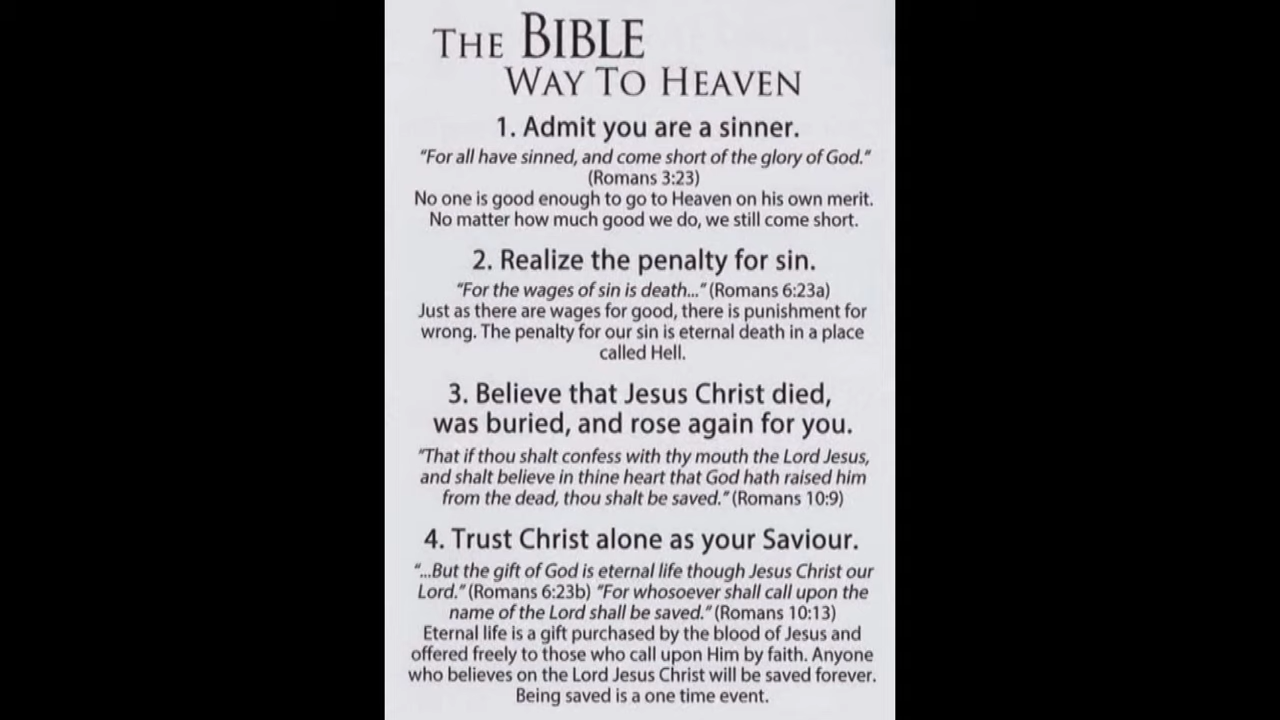 THE BIBLE
WAY TO HEAVEN
1. Admit you are a sinner.
"For all have sinned, and come short of the glory of God."
(Romans 3:23)
No one is good enough to go to Heaven on his own merit.
No matter how much good we do, we still come short.
2. Realize the penalty for sin.
"For the wages of sin is death..." (Romans 6:23a)
Just as there are wages for good, there is punishment for
wrong. The penalty for our sin is eternal death in a place
called Hell.
3. Believe that Jesus Christ died,
was buried, and rose again for you.
"That if thou shalt confess with thy mouth the Lord Jesus,
and shalt believe in thine heart that God hath raised him
from the dead, thou shalt be saved." (Romans 10:9)
4. Trust Christ alone as your Saviour.
"...But the gift of God is eternal life though Jesus Christ our
Lord." (Romans 6:23b) "For whosoever shall call upon the
name of the Lord shall be saved." (Romans 10:13)
Eternal life is a gift purchased by the blood of Jesus and
offered freely to those who call upon Him by faith. Anyone
who believes on the Lord Jesus Christ will be saved forever.
Being saved is a one time event.